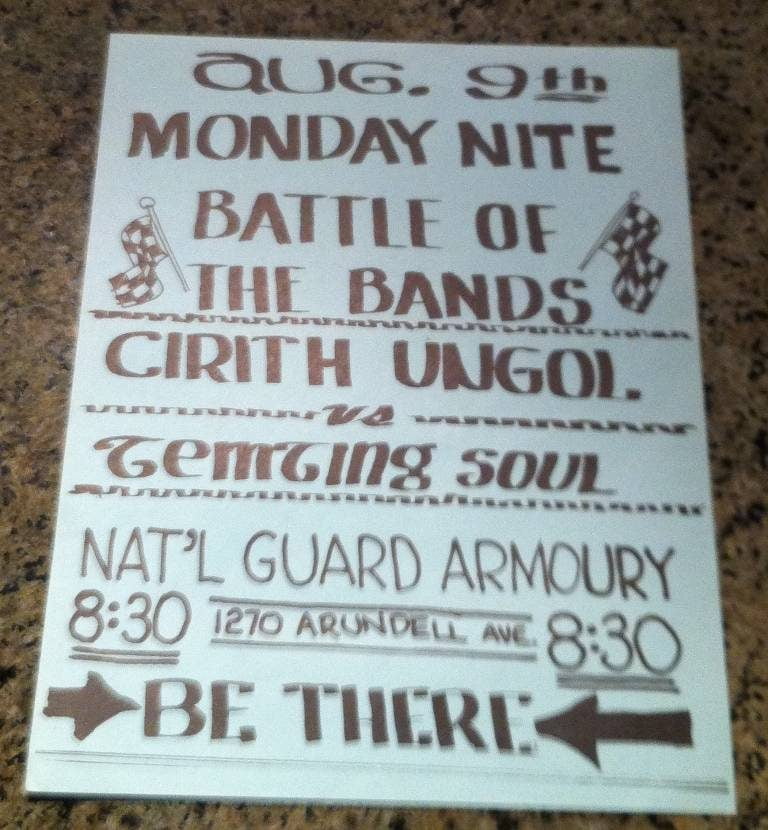 AUG. 9th
MONDAY NITE
BATTLE OF
THE BANDS
CIRITH UNGOL.
vs
TEMTING SOUL
NAT'L GUARD ARMOURY
8:30 1270 ARUNDELL AVE. 8:30
BE THERE